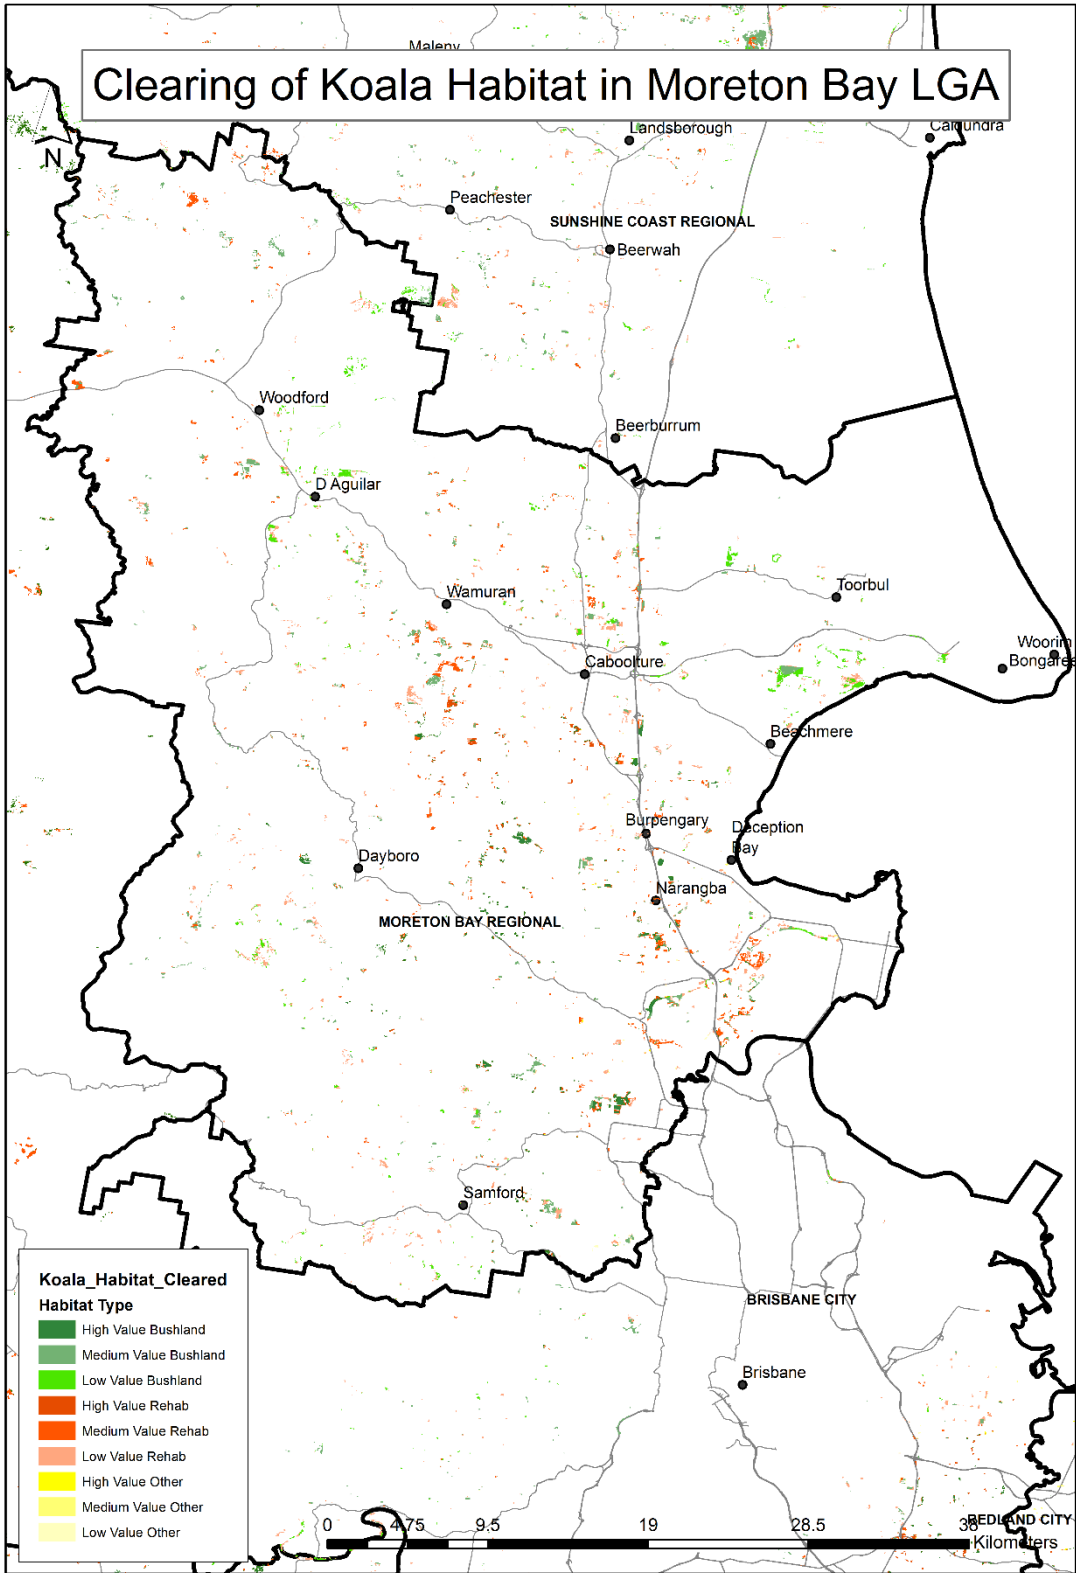 Maleny
Clearing of Koala Habitat in Moreton Bay LGA
N
Landsborough
Caloundra
Peachester
SUNSHINE COAST REGIONAL
Beerwah
Woodford
Beerburrum
D Aguilar
Wamuran
Toorbul
Woorim
Caboolture
Bongaree
Beachmere
Burpengary
Deception
Bay
Dayboro
Narangba
MORETON BAY REGIONAL
Samford
BRISBANE CITY
Brisbane
Koala_Habitat_Cleared
Habitat Type
High Value Bushland
Medium Value Bushland
Low Value Bushland
High Value Rehab
Medium Value Rehab
Low Value Rehab
High Value Other
Medium Value Other
Low Value Other
0 4.75 9.5 19 28.5 38
REDLAND CITY
Kilometers